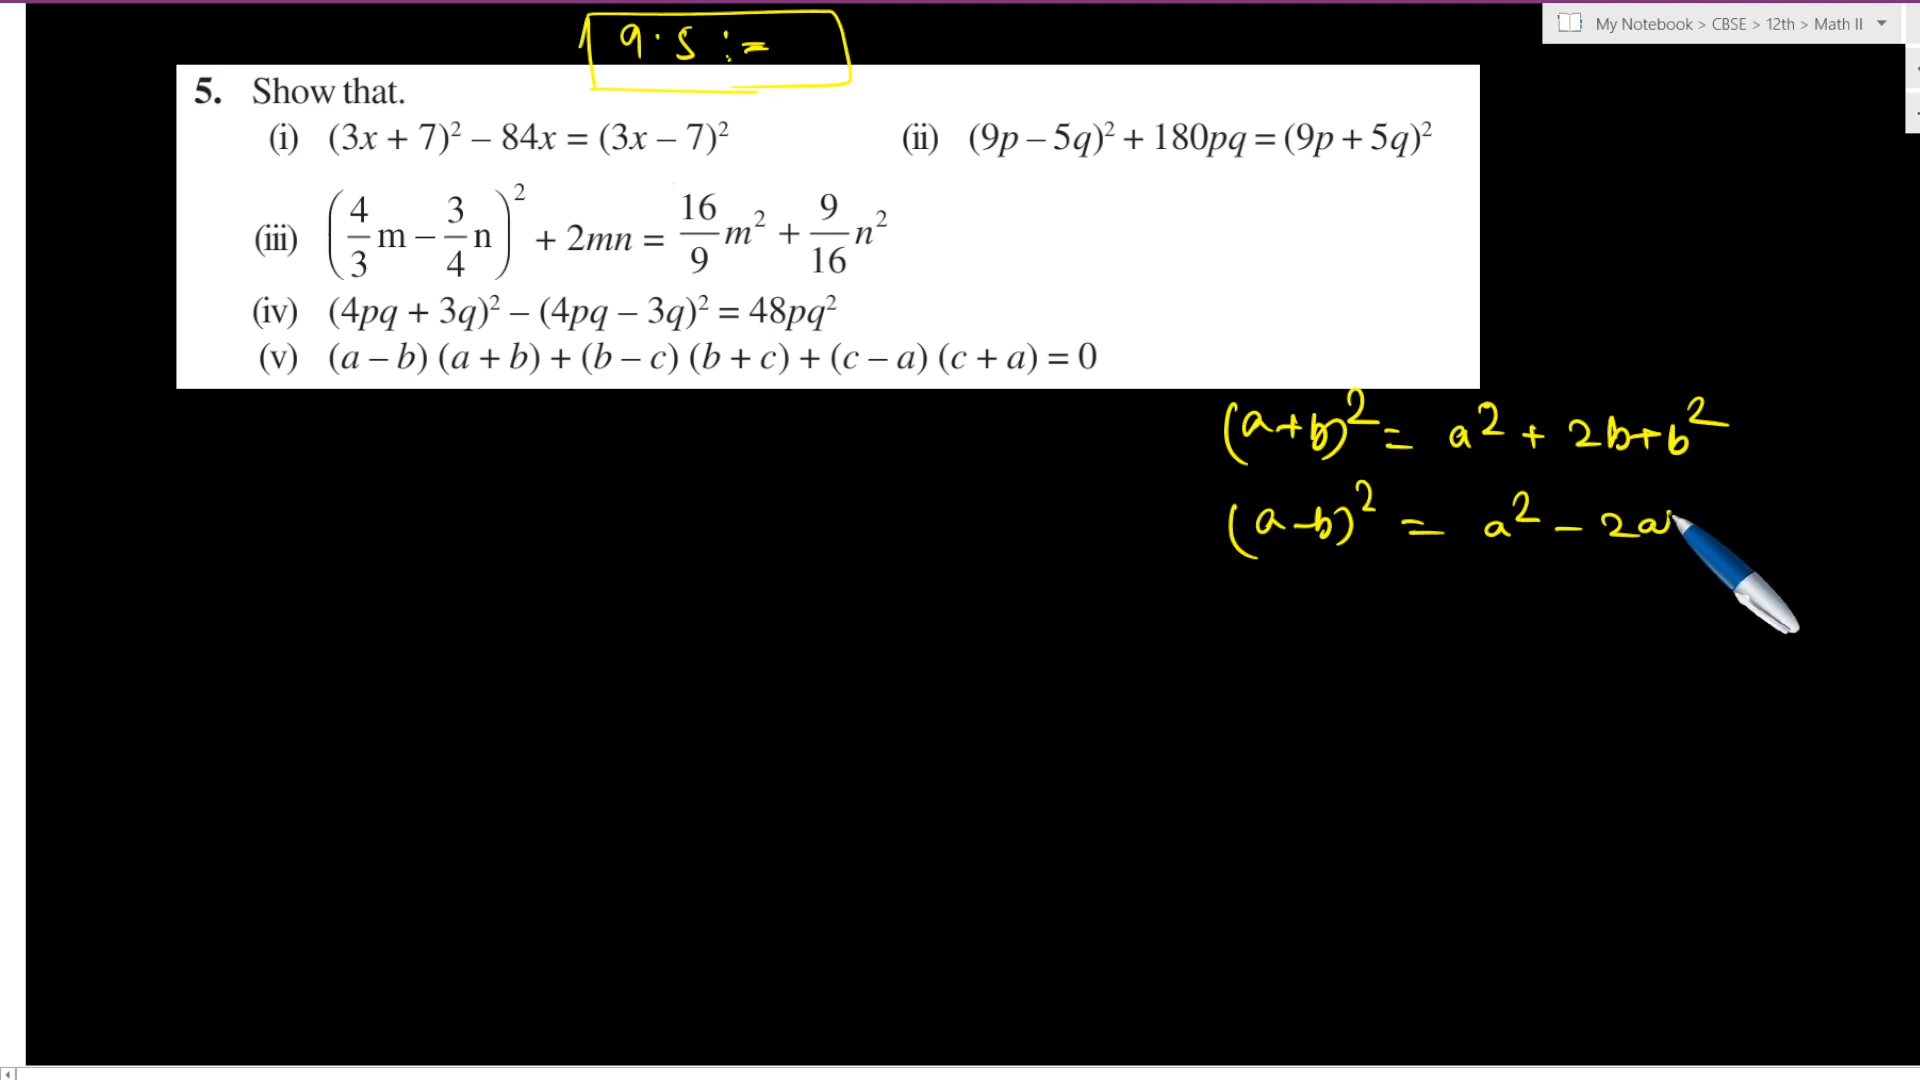 My Notebook > CBSE > 12th > Math II
9.5 :=
5. Show that.
(i) (3x + 7)² – 84x = (3x – 7)² (ii) (9p – 5q)² + 180pq = (9p + 5q)²
(iii) (4/3 m – 3/4 n)² + 2mn = 16/9 m² + 9/16 n²
(iv) (4pq + 3q)² – (4pq – 3q)² = 48pq²
(v) (a – b) (a + b) + (b – c) (b + c) + (c – a) (c + a) = 0
(a+b)² = a² + 2b+b²
(a-b)² = a² - 2a